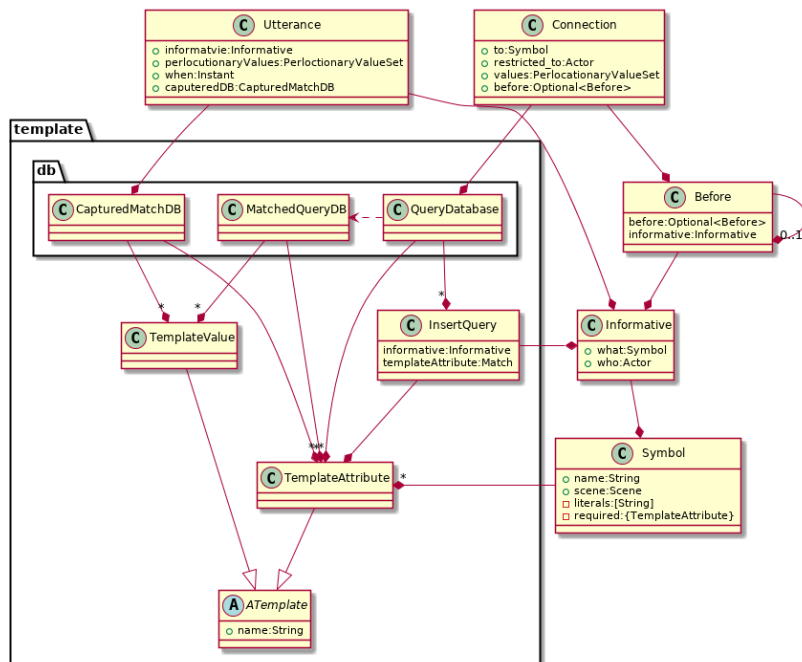 C Utterance
informatvie:Informative
perlocutionaryValues:PerloctionaryValueSet
when:Instant
caputeredDB:CapturedMatchDB
C Connection
to:Symbol
restricted_to:Actor
values:PerlocationaryValueSet
before:Optional<Before>
template
db
C CapturedMatchDB
C MatchedQueryDB
C QueryDatabase
C Before
before:Optional<Before>
informative:Informative
0..1
*
*
*
C TemplateValue
C InsertQuery
informative:Informative
templateAttribute:Match
C Informative
what:Symbol
who:Actor
***
C TemplateAttribute
*
C Symbol
name:String
scene:Scene
literals:[String]
required:{TemplateAttribute}
A ATemplate
name:String